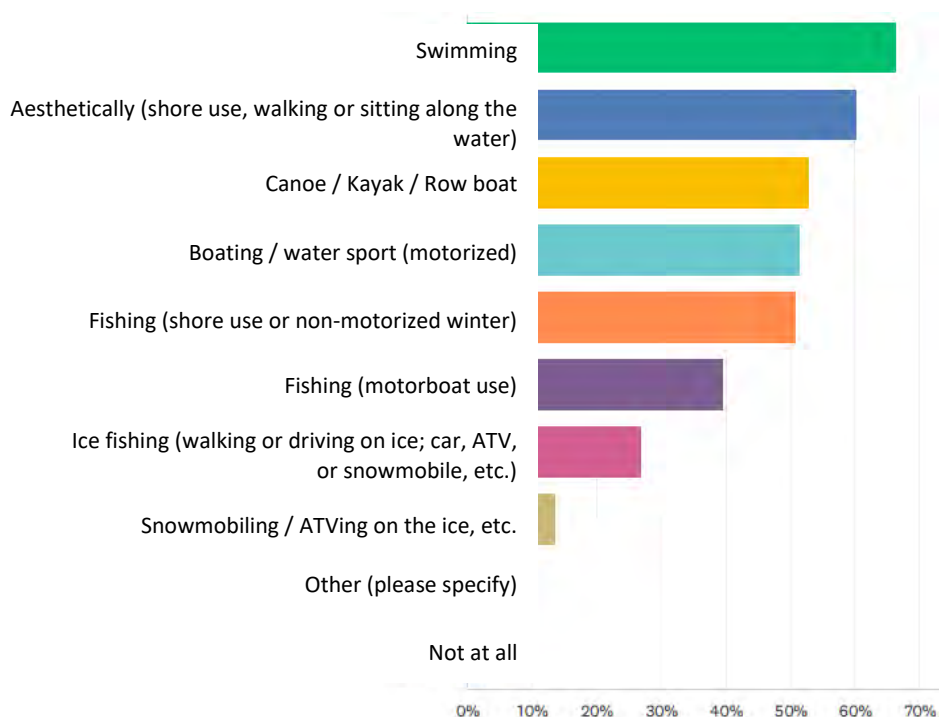 Swimming
Aesthetically (shore use, walking or sitting along the
water)
Canoe / Kayak / Row boat
Boating / water sport (motorized)
Fishing (shore use or non-motorized winter)
Fishing (motorboat use)
Ice fishing (walking or driving on ice; car, ATV,
or snowmobile, etc.)
Snowmobiling / ATVing on the ice, etc.
Other (please specify)
Not at all
0% 10% 20% 30% 40% 50% 60% 70%